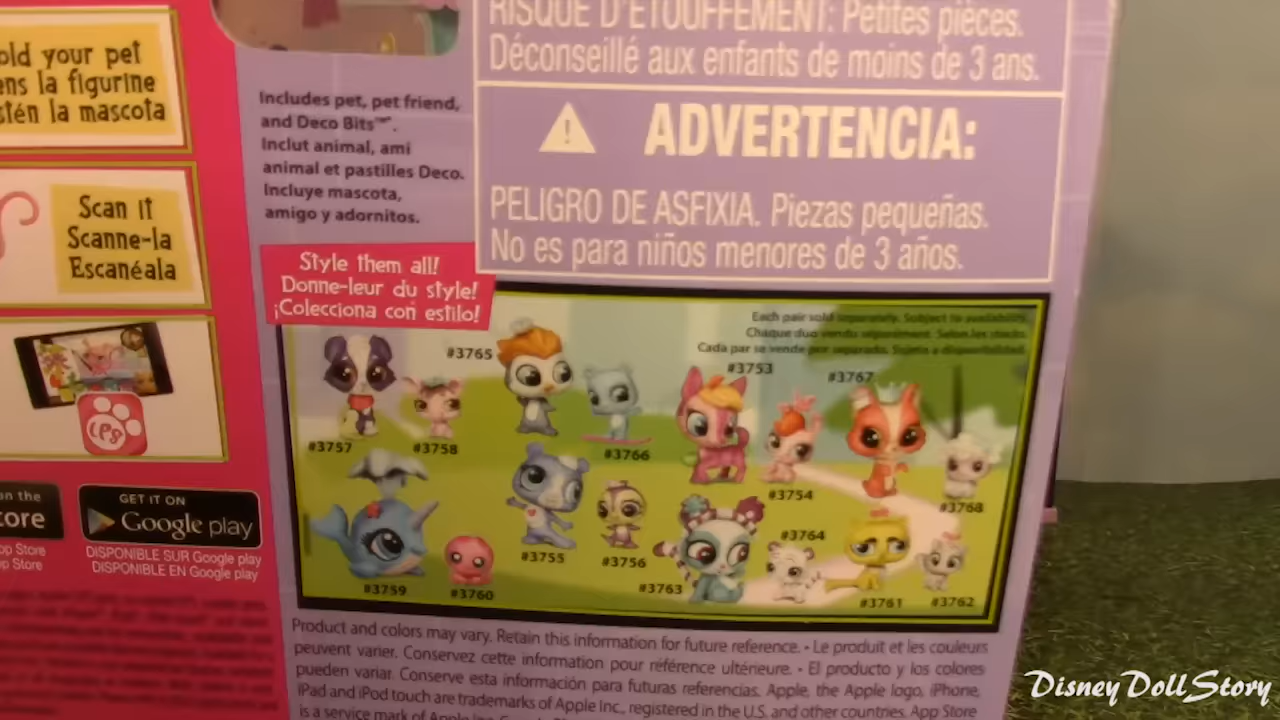 old your pet
ens la figurine
stén la mascota
Scan It
Scanne-la
Escanéala
LPS
on the
tore
pp Store
pp Store
GET IT ON
Google play
DISPONIBLE SUR Google play
DISPONIBLE EN Google play
Includes pet, pet friend,
and Deco Bits™.
Inclut animal, ami
animal et pastilles Deco.
Incluye mascota,
amigo y adornitos.
RISQUE D'ÉTOUFFEMENT: Petites pièces.
Déconseillé aux enfants de moins de 3 ans.
ADVERTENCIA:
PELIGRO DE ASFIXIA. Piezas pequeñas.
No es para niños menores de 3 años.
Style them all!
Donne-leur du style!
¡Colecciona con estilo!
Each pair sold separately. Subject to availability.
Chaque duo vendu séparément. Selon les stocks
Cada par se vende por separado. Sujeto a disponibilidad.
#3765
#3753
#3767
#3757
#3758
#3766
#3754
#3768
#3755
#3756
#3764
#3759
#3760
#3763
#3761
#3762
Product and colors may vary. Retain this information for future reference. • Le produit et les couleurs
peuvent varier. Conservez cette information pour référence ultérieure. • El producto y los colores
pueden variar. Conserve esta información para futuras referencias. Apple, the Apple logo, iPhone,
iPad and iPod touch are trademarks of Apple Inc., registered in the U.S. and other countries. App Store
is a service mark of Apple Inc.
DisneyDollStory